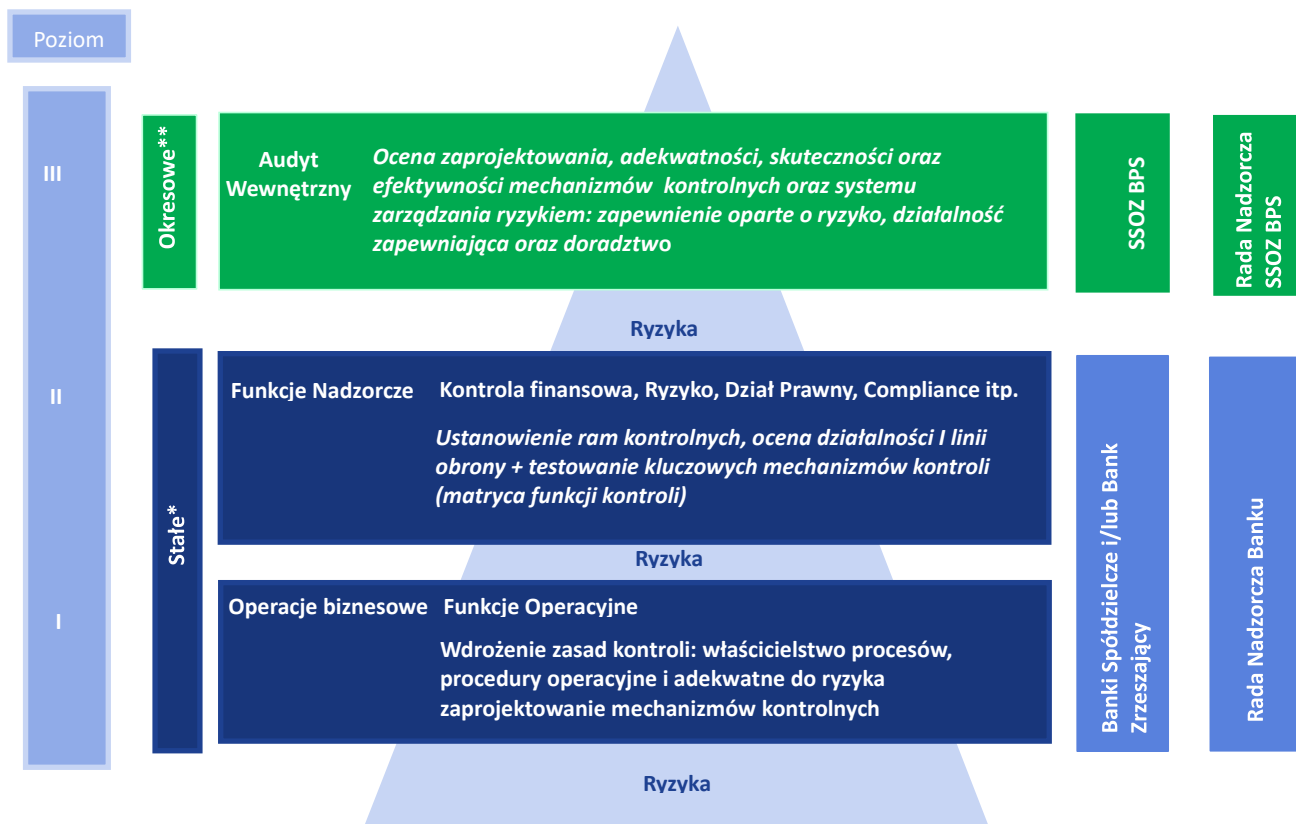 Poziom
III
Okresowe**
Audyt
Wewnętrzny
Ocena zaprojektowania, adekwatności, skuteczności oraz
efektywności mechanizmów kontrolnych oraz systemu
zarządzania ryzykiem: zapewnienie oparte o ryzyko, działalność
zapewniająca oraz doradztwo
SSOZ BPS
Rada Nadzorcza
SSOZ BPS
Ryzyka
II
Stałe*
Funkcje Nadzorcze
Kontrola finansowa, Ryzyko, Dział Prawny, Compliance itp.
Ustanowienie ram kontrolnych, ocena działalności I linii
obrony + testowanie kluczowych mechanizmów kontroli
(matryca funkcji kontroli)
Banki Spółdzielcze i/lub Bank
Zrzeszający
Rada Nadzorcza Banku
Ryzyka
I
Operacje biznesowe
Funkcje Operacyjne
Wdrożenie zasad kontroli: właścicielstwo procesów,
procedury operacyjne i adekwatne do ryzyka
zaprojektowanie mechanizmów kontrolnych
Ryzyka